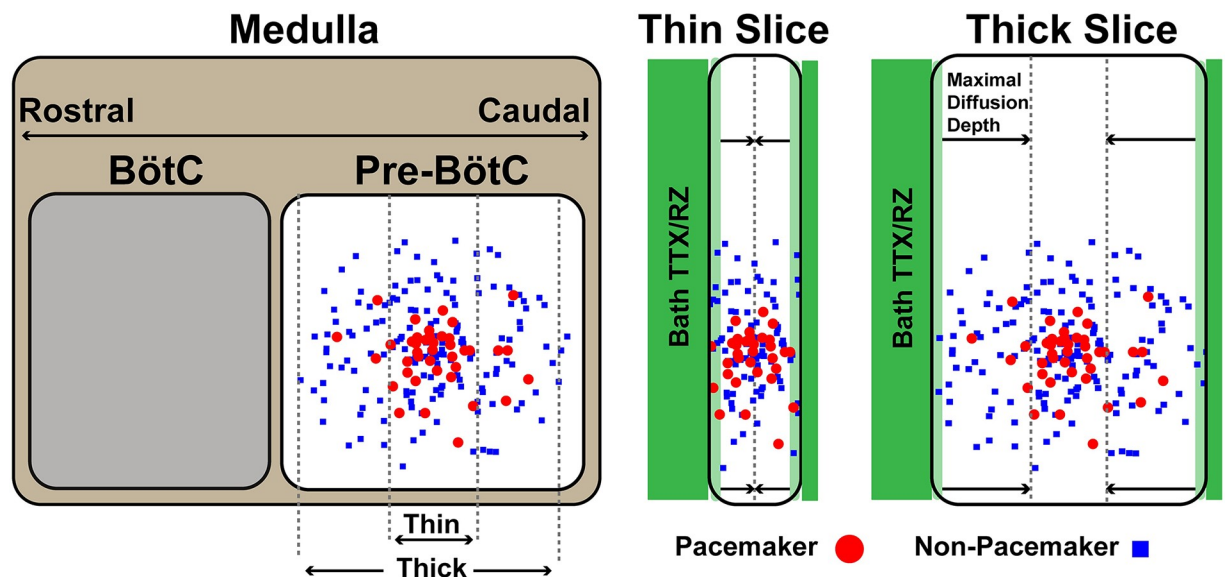 Medulla
Rostral
Caudal
BötC
Pre-BötC
Thin
Thick
Thin Slice
Bath TTX/RZ
Thick Slice
Maximal
Diffusion
Depth
Bath TTX/RZ
Pacemaker
Non-Pacemaker